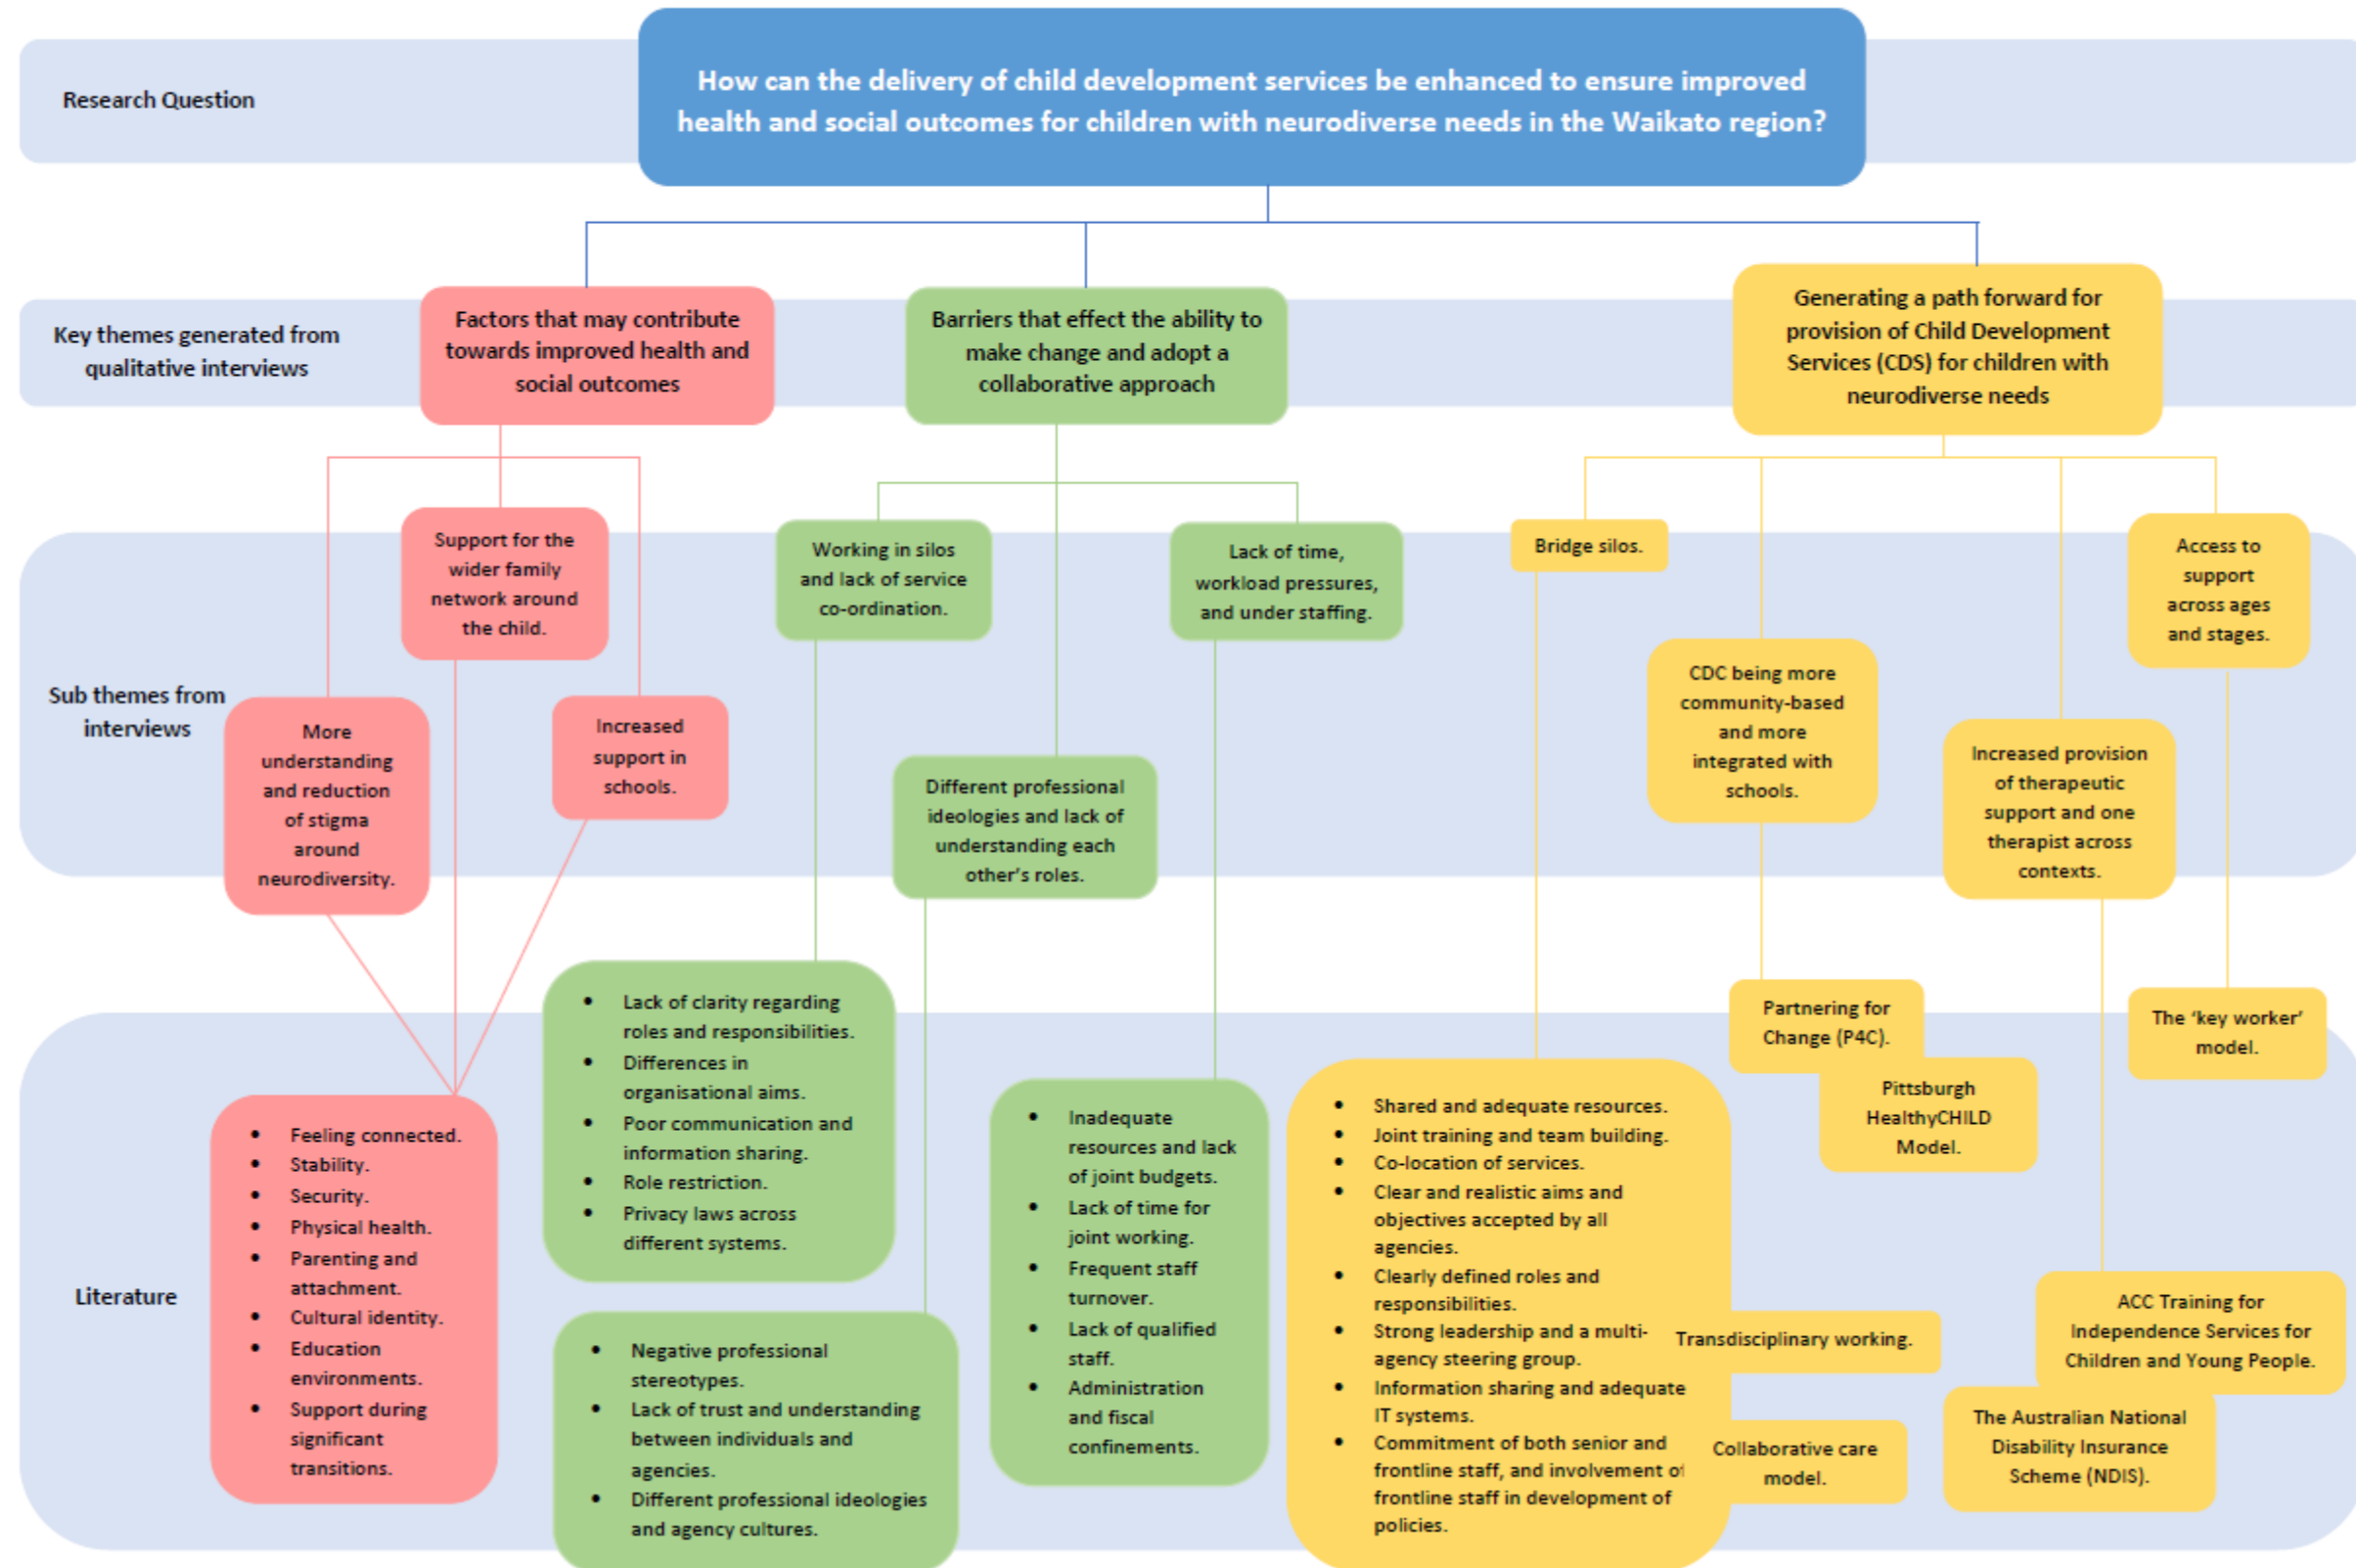 Research Question
How can the delivery of child development services be enhanced to ensure improved
health and social outcomes for children with neurodiverse needs in the Waikato region?
Key themes generated from
qualitative interviews
Factors that may contribute
towards improved health and
social outcomes
Barriers that effect the ability to
make change and adopt a
collaborative approach
Generating a path forward for
provision of Child Development
Services (CDS) for children with
neurodiverse needs
Sub themes from
interviews
More
understanding
and reduction
of stigma
around
neurodiversity.
Support for the
wider family
network around
the child.
Increased
support in
schools.
Working in silos
and lack of service
co-ordination.
Different professional
ideologies and lack of
understanding each
other's roles.
Lack of time,
workload pressures,
and under staffing.
Bridge silos.
CDC being more
community-based
and more
integrated with
schools.
Increased provision
of therapeutic
support and one
therapist across
contexts.
Access to
support
across ages
and stages.
Literature
• Feeling connected.
• Stability.
• Security.
• Physical health.
• Parenting and
attachment.
• Cultural identity.
• Education
environments.
• Support during
significant
transitions.
• Lack of clarity regarding
roles and responsibilities.
• Differences in
organisational aims.
• Poor communication and
information sharing.
• Role restriction.
• Privacy laws across
different systems.
• Negative professional
stereotypes.
• Lack of trust and understanding
between individuals and
agencies.
• Different professional ideologies
and agency cultures.
• Inadequate
resources and lack
of joint budgets.
• Lack of time for
joint working.
• Frequent staff
turnover.
• Lack of qualified
staff.
• Administration
and fiscal
confinements.
• Shared and adequate resources.
• Joint training and team building.
• Co-location of services.
• Clear and realistic aims and
objectives accepted by all
agencies.
• Clearly defined roles and
responsibilities.
• Strong leadership and a multi-
agency steering group.
• Information sharing and adequate
IT systems.
• Commitment of both senior and
frontline staff, and involvement of
frontline staff in development of
policies.
Transdisciplinary working.
Collaborative care
model.
Partnering for
Change (P4C).
Pittsburgh
HealthyCHILD
Model.
ACC Training for
Independence Services for
Children and Young People.
The Australian National
Disability Insurance
Scheme (NDIS).
The ‘key worker’
model.